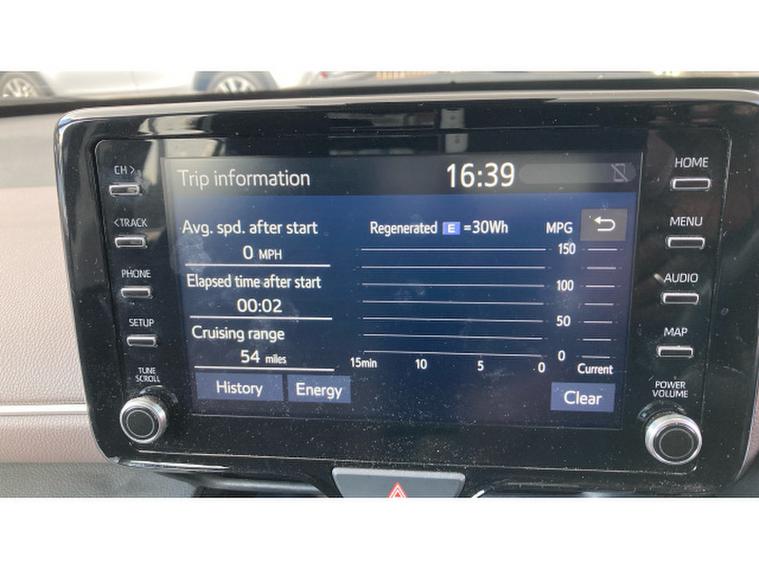 CH >
< TRACK
PHONE
SETUP
TUNE
SCROLL
Trip information 16:39
Avg. spd. after start
0 MPH
Elapsed time after start
00:02
Cruising range
54 miles
History Energy
Regenerated E =30Wh MPG
150
100
50
0
15min 10 5 0 Current
Clear
HOME
MENU
AUDIO
MAP
POWER
VOLUME